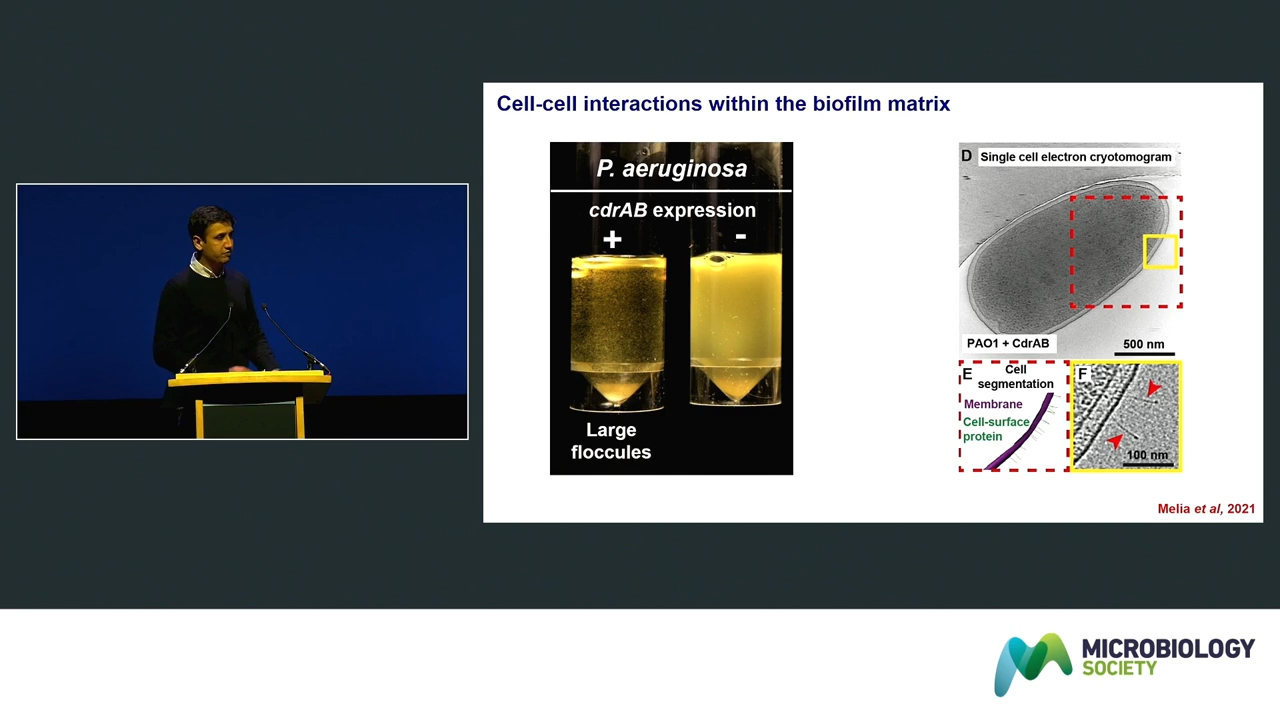 Cell-cell interactions within the biofilm matrix
P. aeruginosa
cdrAB expression
+ -
Large
floccules
D Single cell electron cryotomogram
PAO1 + CdrAB
500 nm
E Cell
segmentation
Membrane
Cell-surface
protein
F
100 nm
Melia et al, 2021
MICROBIOLOGY
SOCIETY